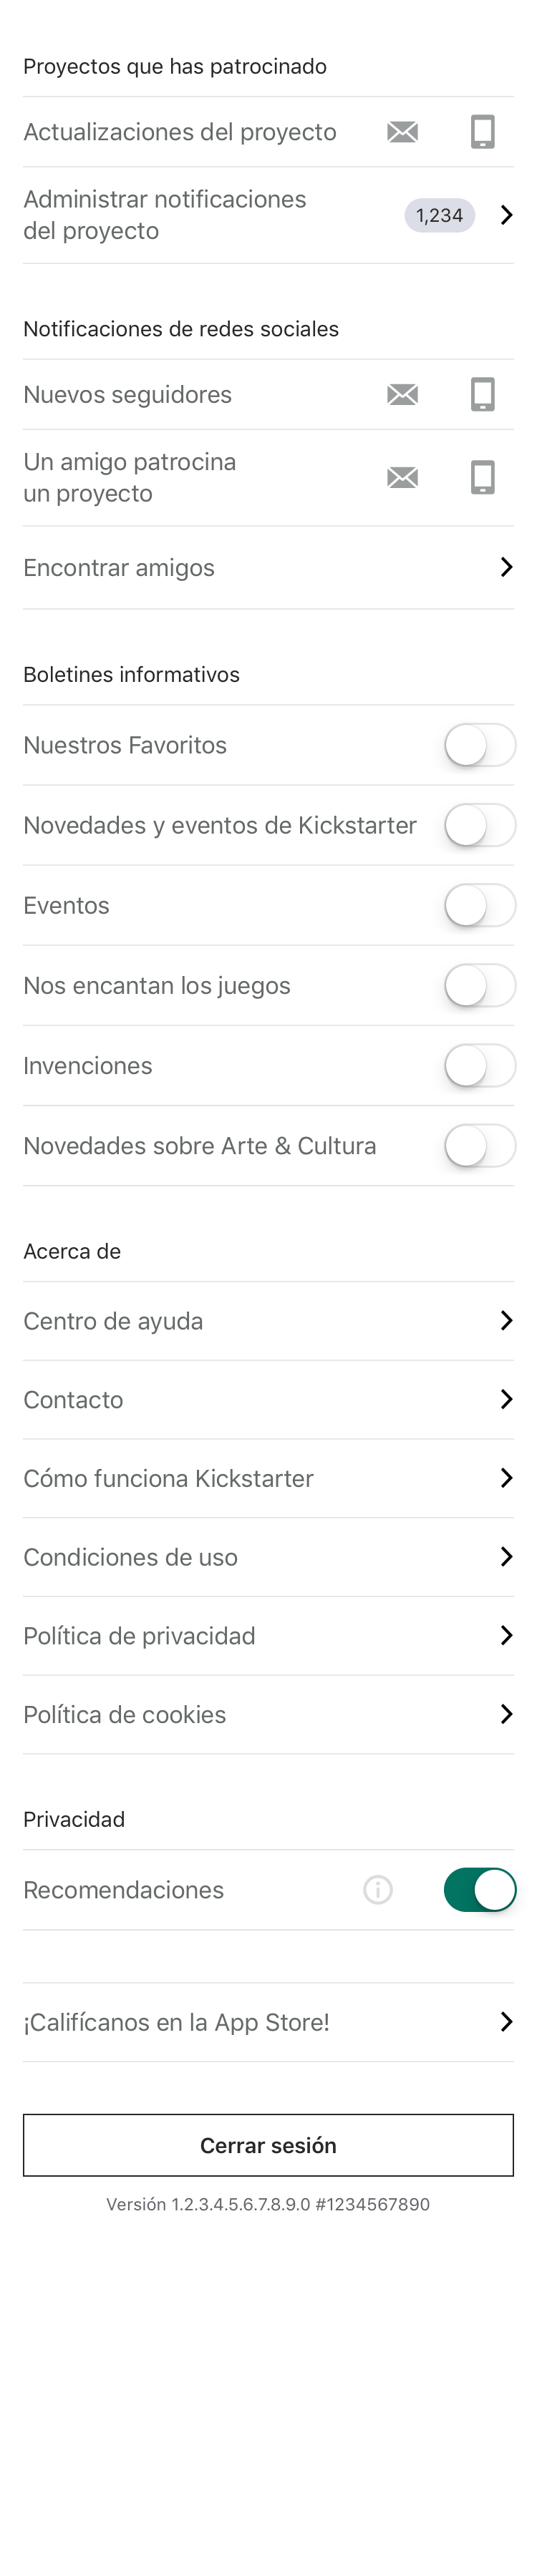 Proyectos que has patrocinado
Actualizaciones del proyecto
Administrar notificaciones
del proyecto
1,234
Notificaciones de redes sociales
Nuevos seguidores
Un amigo patrocina
un proyecto
Encontrar amigos
Boletines informativos
Nuestros Favoritos
Novedades y eventos de Kickstarter
Eventos
Nos encantan los juegos
Invenciones
Novedades sobre Arte & Cultura
Acerca de
Centro de ayuda
Contacto
Cómo funciona Kickstarter
Condiciones de uso
Política de privacidad
Política de cookies
Privacidad
Recomendaciones
¡Califícanos en la App Store!
Cerrar sesión
Versión 1.2.3.4.5.6.7.8.9.0 #1234567890